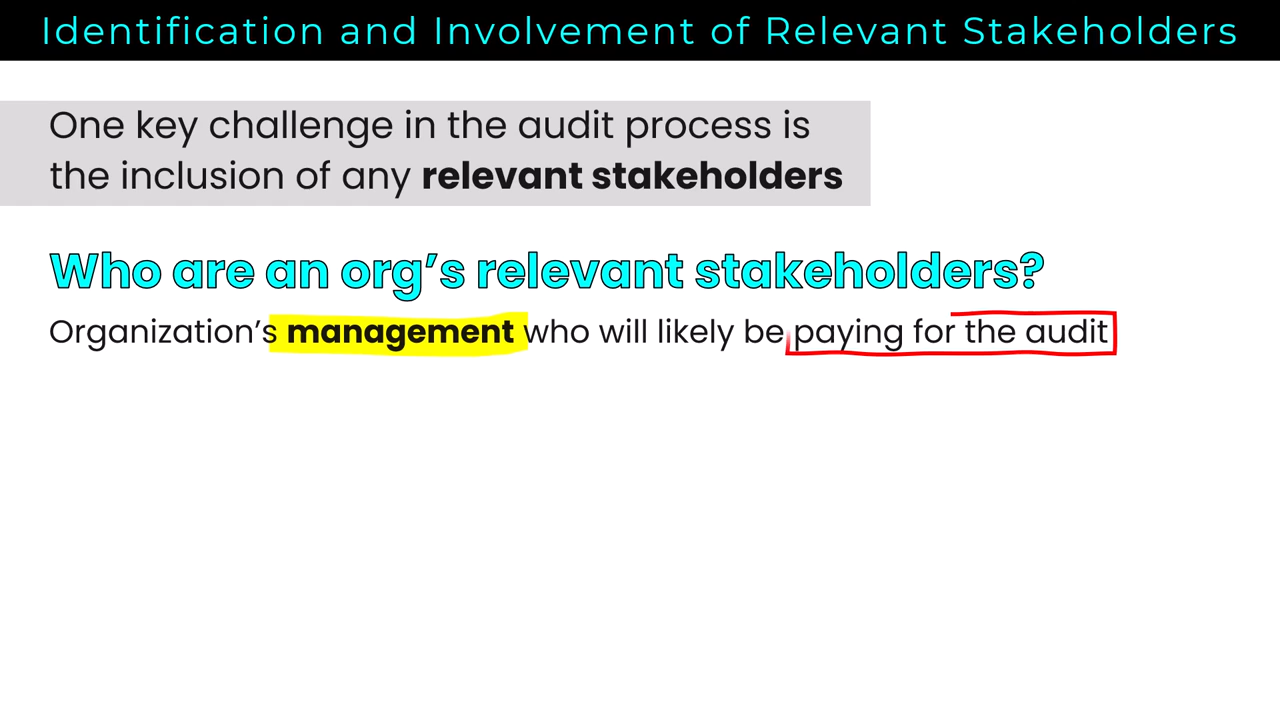 Identification and Involvement of Relevant Stakeholders
One key challenge in the audit process is
the inclusion of any relevant stakeholders
Who are an org’s relevant stakeholders?
Organization’s management who will likely be paying for the audit